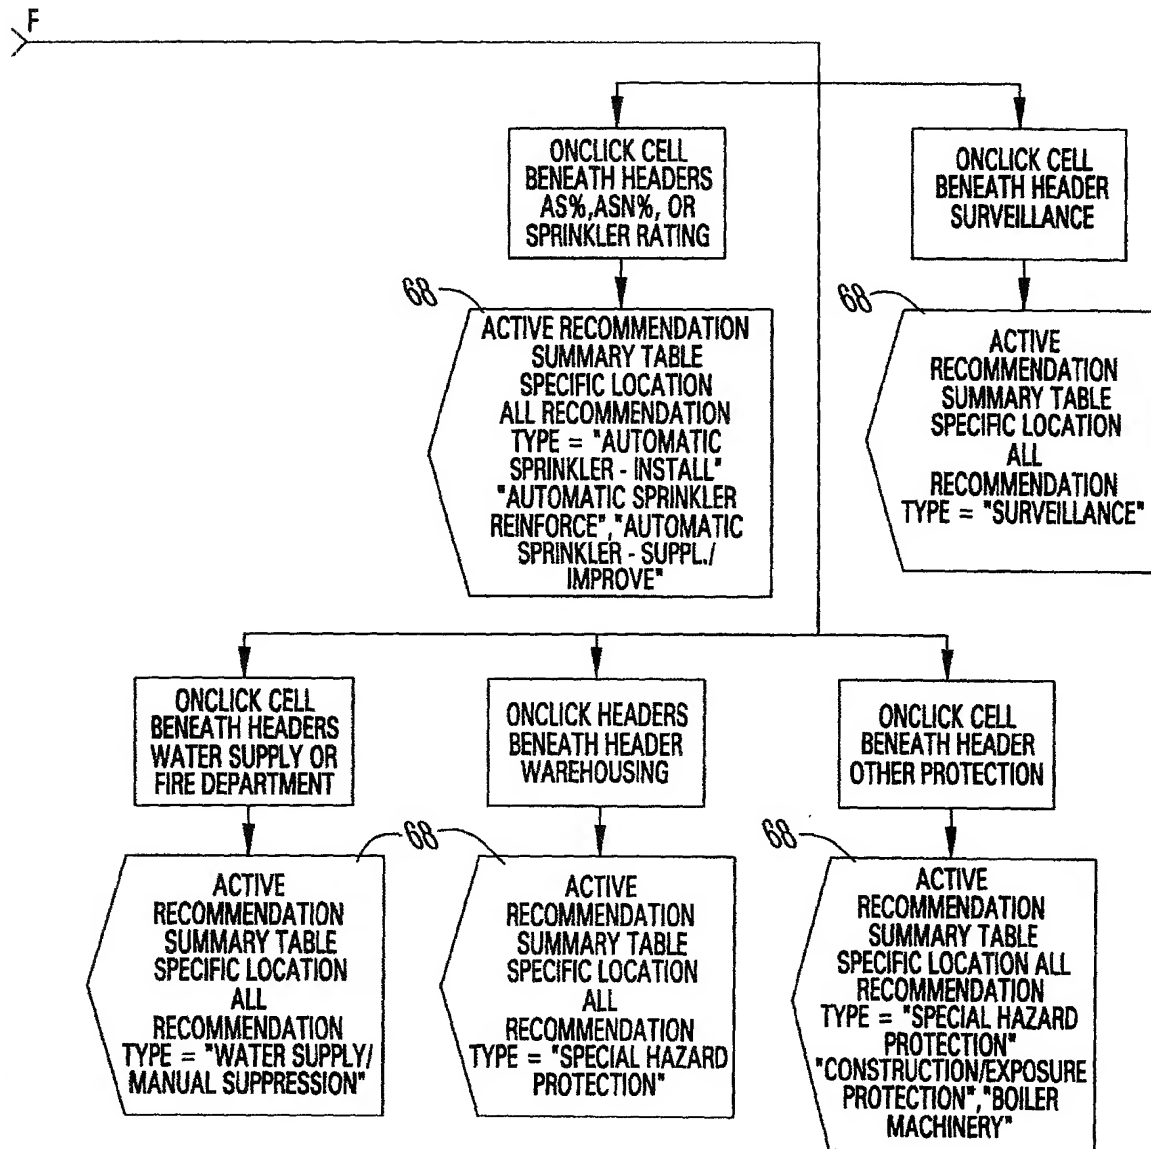 F
ONCLICK CELL
BENEATH HEADERS
AS%,ASN%, OR
SPRINKLER RATING
ONCLICK CELL
BENEATH HEADER
SURVEILLANCE
68
ACTIVE RECOMMENDATION
SUMMARY TABLE
SPECIFIC LOCATION
ALL RECOMMENDATION
TYPE = "AUTOMATIC
SPRINKLER - INSTALL"
"AUTOMATIC SPRINKLER
REINFORCE","AUTOMATIC
SPRINKLER - SUPPL./
IMPROVE"
68
ACTIVE
RECOMMENDATION
SUMMARY TABLE
SPECIFIC LOCATION
ALL
RECOMMENDATION
TYPE = "SURVEILLANCE"
ONCLICK CELL
BENEATH HEADERS
WATER SUPPLY OR
FIRE DEPARTMENT
ONCLICK HEADERS
BENEATH HEADER
WAREHOUSING
ONCLICK CELL
BENEATH HEADER
OTHER PROTECTION
68
ACTIVE
RECOMMENDATION
SUMMARY TABLE
SPECIFIC LOCATION
ALL
RECOMMENDATION
TYPE = "WATER SUPPLY/
MANUAL SUPPRESSION"
ACTIVE
RECOMMENDATION
SUMMARY TABLE
SPECIFIC LOCATION
ALL
RECOMMENDATION
TYPE = "SPECIAL HAZARD
PROTECTION"
68
ACTIVE
RECOMMENDATION
SUMMARY TABLE
SPECIFIC LOCATION ALL
RECOMMENDATION
TYPE = "SPECIAL HAZARD
PROTECTION"
"CONSTRUCTION/EXPOSURE
PROTECTION","BOILER
MACHINERY"